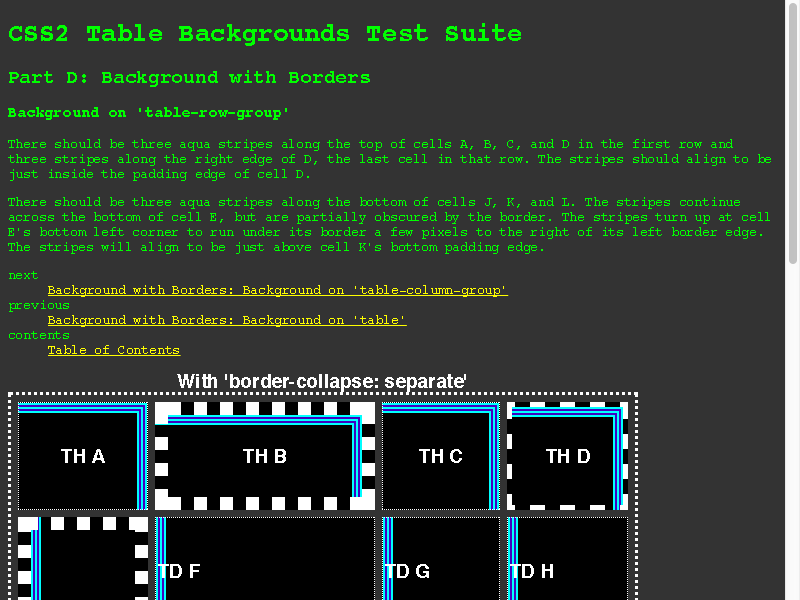 CSS2 Table Backgrounds Test Suite
Part D: Background with Borders
Background on 'table-row-group'
There should be three aqua stripes along the top of cells A, B, C, and D in the first row and
three stripes along the right edge of D, the last cell in that row. The stripes should align to be
just inside the padding edge of cell D.
There should be three aqua stripes along the bottom of cells J, K, and L. The stripes continue
across the bottom of cell E, but are partially obscured by the border. The stripes turn up at cell
E's bottom left corner to run under its border a few pixels to the right of its left border edge.
The stripes will align to be just above cell K's bottom padding edge.
next
Background with Borders: Background on 'table-column-group'
previous
Background with Borders: Background on 'table'
contents
Table of Contents
With 'border-collapse: separate'
TH A TH B TH C TH D
TD F TD G TD H